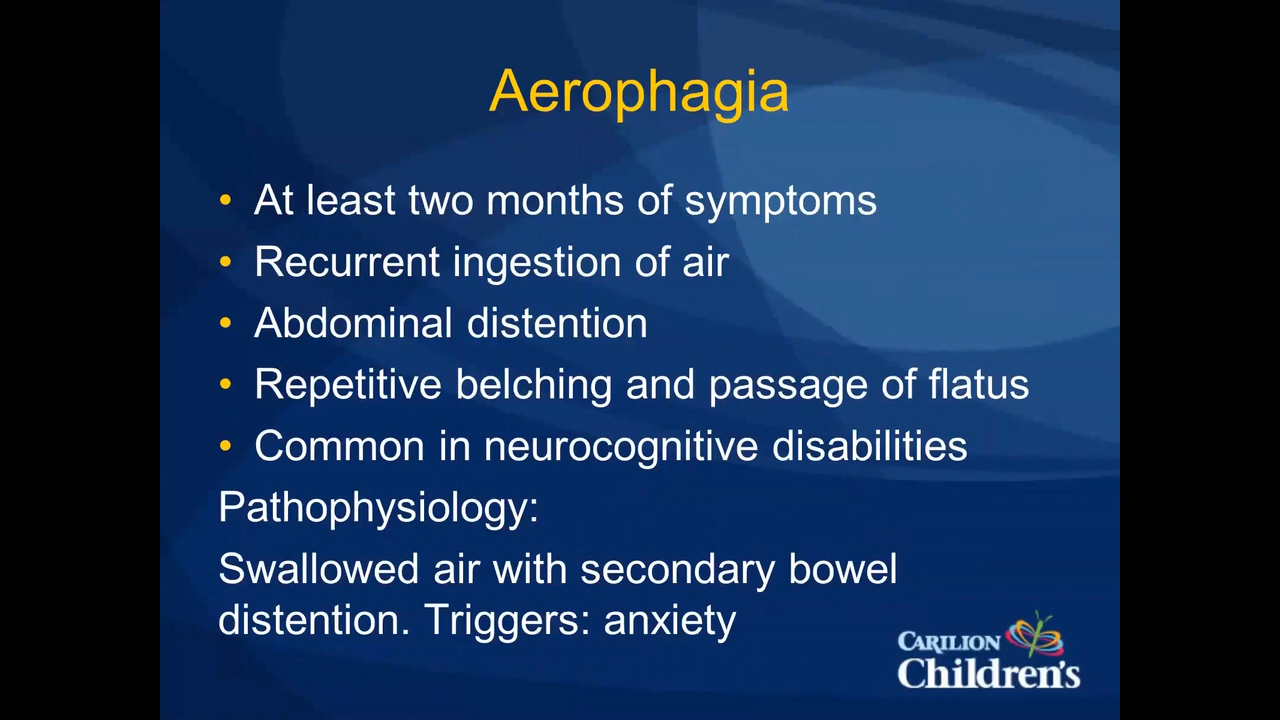 Aerophagia
• At least two months of symptoms
• Recurrent ingestion of air
• Abdominal distention
• Repetitive belching and passage of flatus
• Common in neurocognitive disabilities
Pathophysiology:
Swallowed air with secondary bowel
distention. Triggers: anxiety
CARILION
Children's